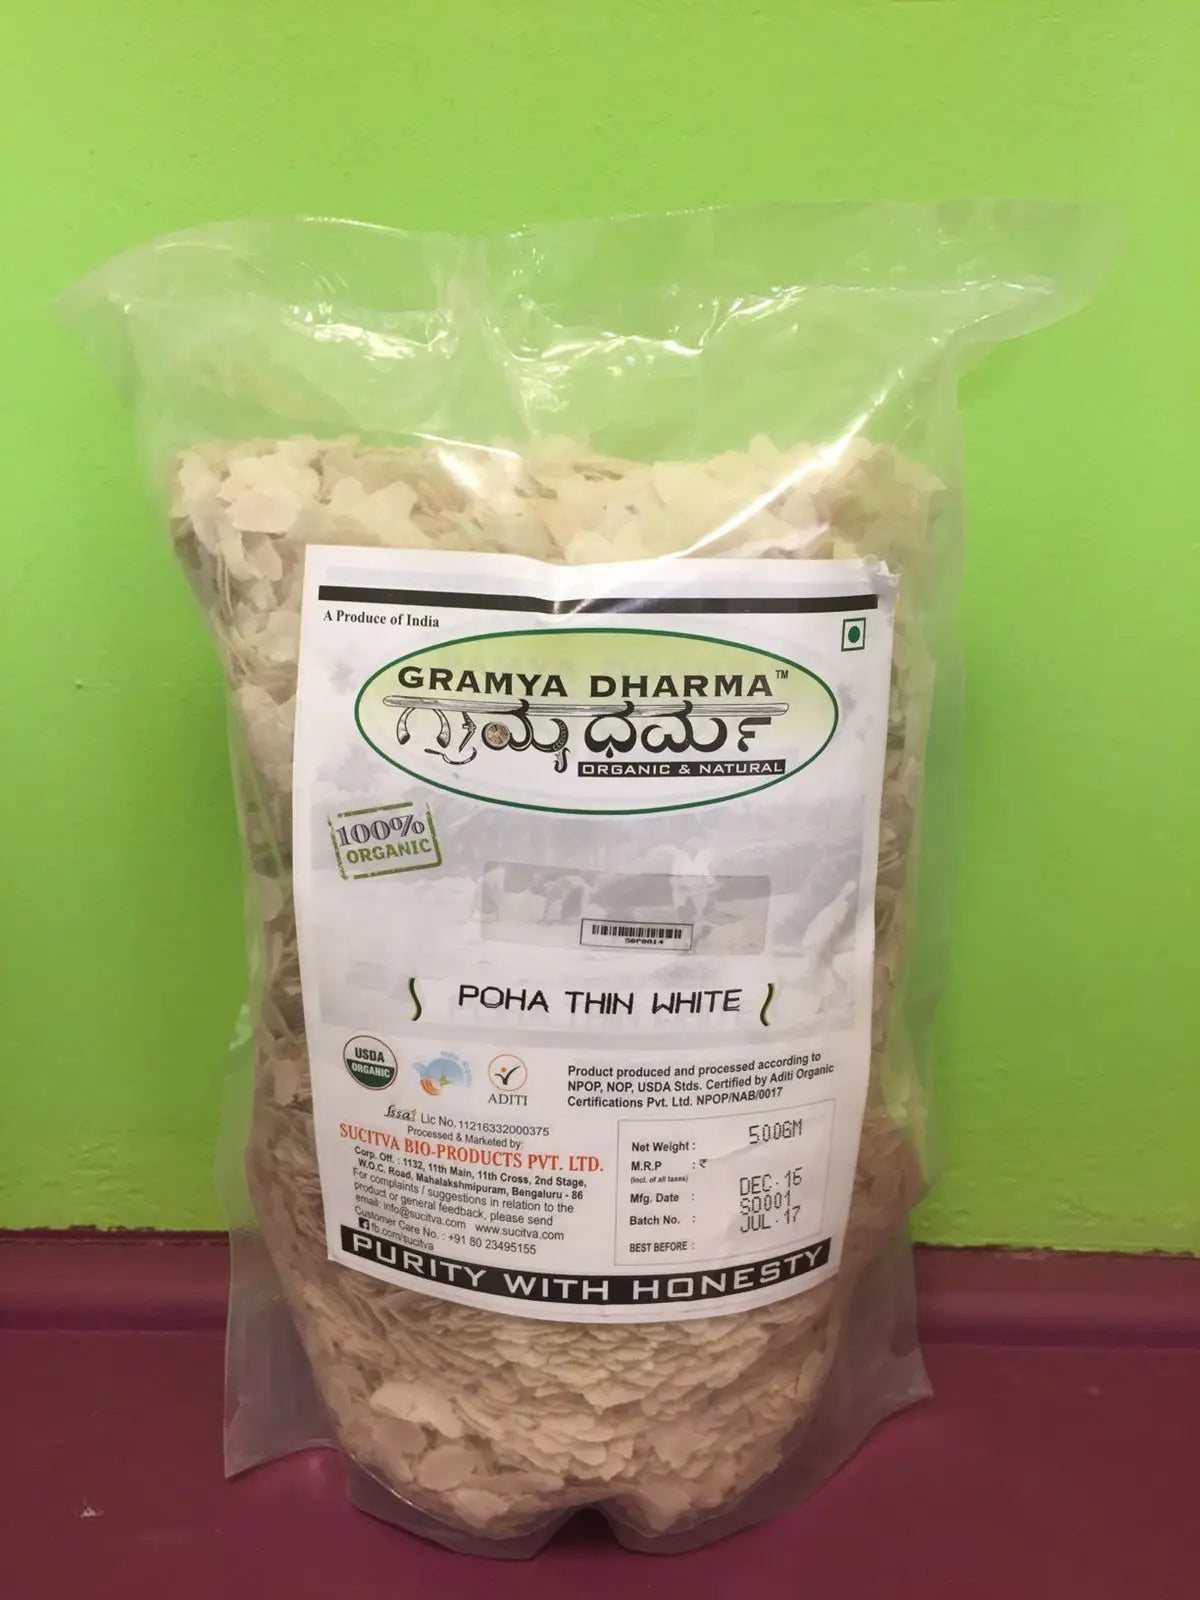 A Produce of India
GRAMYA DHARMA™
ಗ್ರಾಮ್ಯ ಧರ್ಮ
ORGANIC & NATURAL
100%
ORGANIC
POHA THIN WHITE
USDA
ORGANIC
ADITI
Product produced and processed according to
NPOP, NOP, USDA Stds. Certified by Aditi Organic
Certifications Pvt. Ltd. NPOP/NAB/0017
fssai Lic No. 11216332000375
Processed & Marketed by:
SUCITVA BIO-PRODUCTS PVT. LTD.
Corp. Off. : 1132, 11th Main, 11th Cross, 2nd Stage,
W.O.C. Road, Mahalakshmipuram, Bengaluru - 86
For complaints / suggestions in relation to the
product or general feedback, please send
email: info@sucitva.com www.sucitva.com
Customer Care No. : +91 80 23495155
fb.com/sucitva
Net Weight : 500GM
M.R.P : ₹
(Incl. of all taxes)
Mfg. Date : DEC-16
Batch No. : SO001
BEST BEFORE : JUL-17
PURITY WITH HONESTY